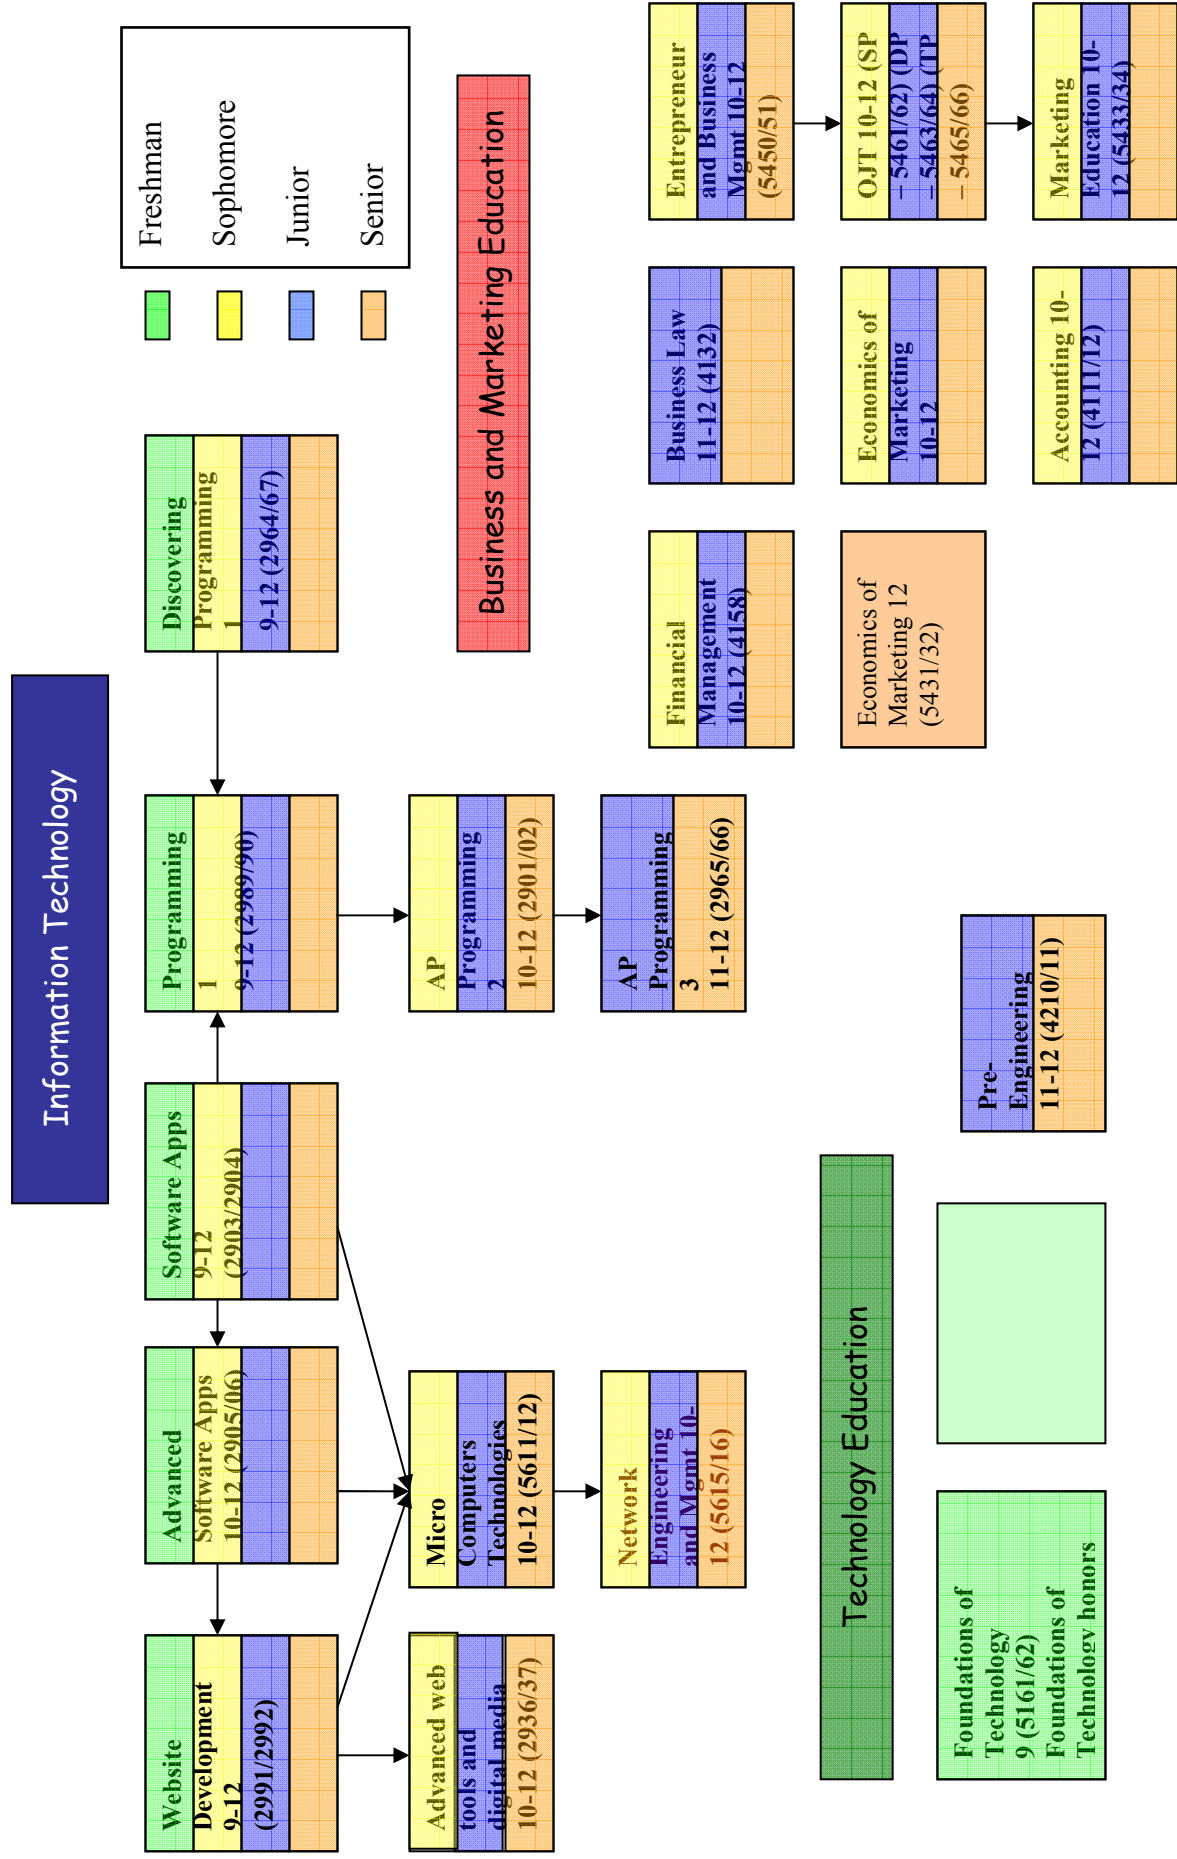 Information Technology
Freshman
Sophomore
Junior
Senior
Website
Development
9-12
(2991/2992)
Advanced
Software Apps
10-12 (2905/06)
Software Apps
9-12
(2903/2904)
Programming
1
9-12 (2989/90)
Discovering
Programming
1
9-12 (2964/67)
Advanced web
tools and
digital media
10-12 (2936/37)
Micro
Computers
Technologies
10-12 (5611/12)
AP
Programming
2
10-12 (2901/02)
Network
Engineering
and Mgmt 10-
12 (5615/16)
AP
Programming
3
11-12 (2965/66)
Business and Marketing Education
Financial
Management
10-12 (4158)
Business Law
11-12 (4132)
Entrepreneur
and Business
Mgmt 10-12
(5450/51)
Economics of
Marketing 12
(5431/32)
Economics of
Marketing
10-12
OJT 10-12 (SP
– 5461/62) (DP
– 5463/64) (TP
– 5465/66)
Accounting 10-
12 (4111/12)
Marketing
Education 10-
12 (5433/34)
Technology Education
Foundations of
Technology
9 (5161/62)
Foundations of
Technology honors
Pre-
Engineering
11-12 (4210/11)